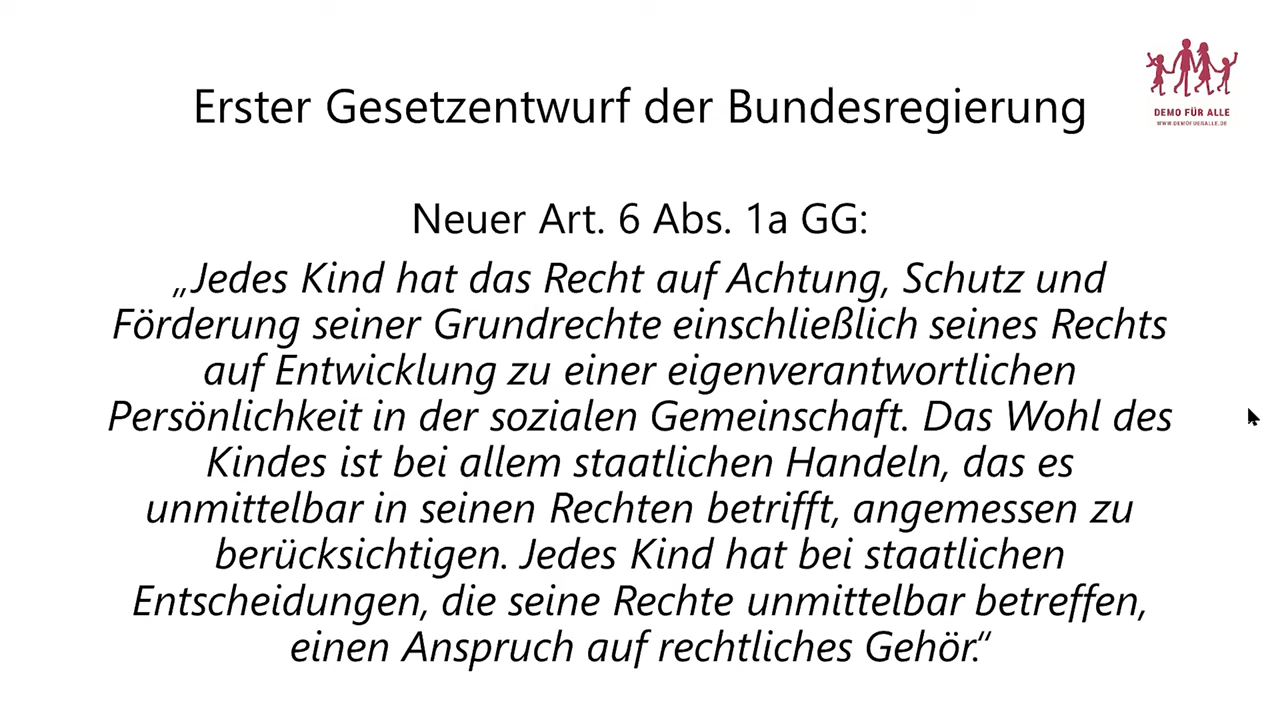 Erster Gesetzentwurf der Bundesregierung
DEMO FÜR ALLE
WWW.DEMOFUERALLE.DE
Neuer Art. 6 Abs. 1a GG:
„Jedes Kind hat das Recht auf Achtung, Schutz und
Förderung seiner Grundrechte einschließlich seines Rechts
auf Entwicklung zu einer eigenverantwortlichen
Persönlichkeit in der sozialen Gemeinschaft. Das Wohl des
Kindes ist bei allem staatlichen Handeln, das es
unmittelbar in seinen Rechten betrifft, angemessen zu
berücksichtigen. Jedes Kind hat bei staatlichen
Entscheidungen, die seine Rechte unmittelbar betreffen,
einen Anspruch auf rechtliches Gehör.“